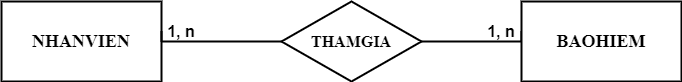 1, n
1, n
NHANVIEN
THAMGIA
BAOHIEM